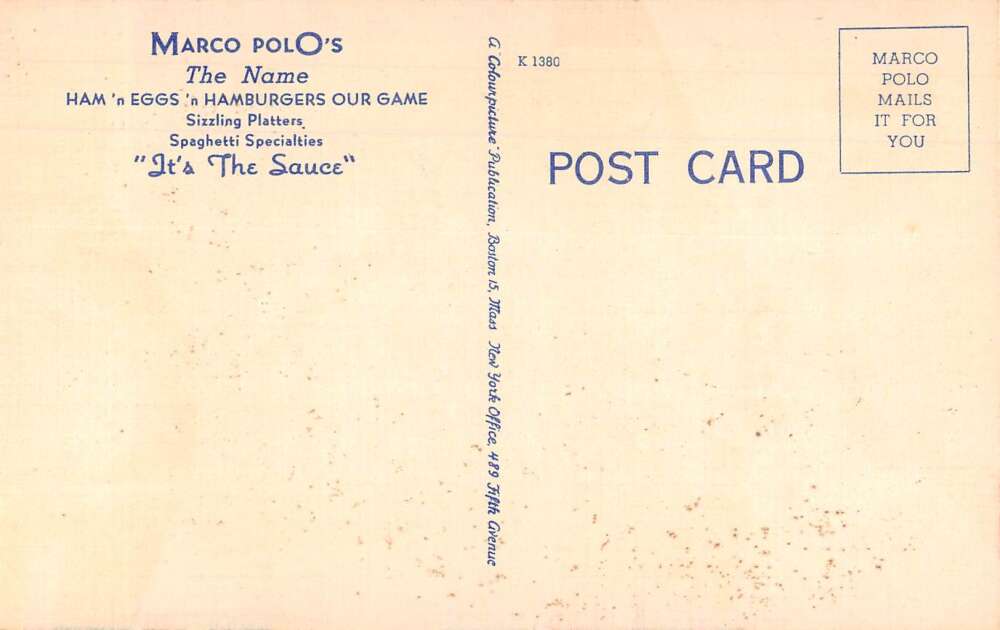 MARCO POLO'S
The Name
HAM 'n EGGS 'n HAMBURGERS OUR GAME
Sizzling Platters
Spaghetti Specialties
"It's The Sauce"
A "Colourpicture" Publication, Boston 15, Mass New York Office, 489 Fifth Avenue
K 1380
POST CARD
MARCO
POLO
MAILS
IT FOR
YOU